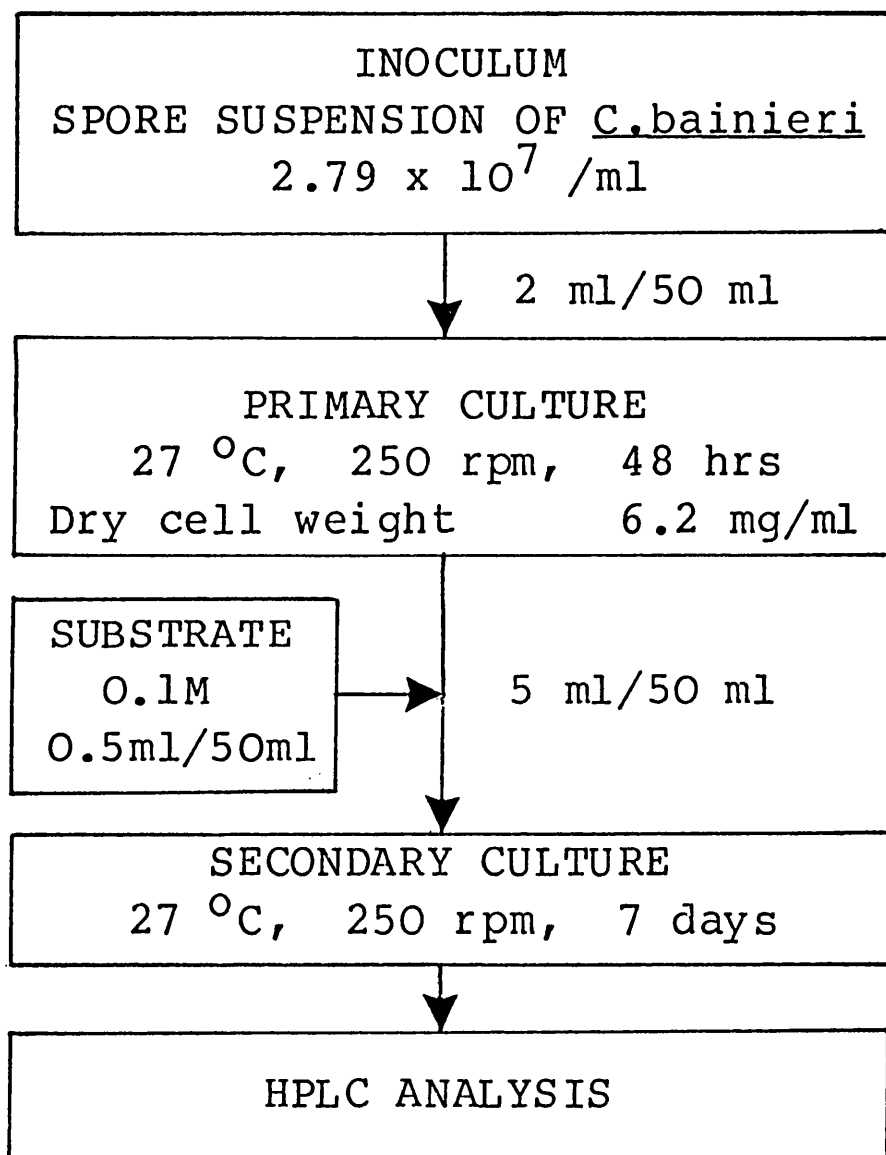 INOCULUM
SPORE SUSPENSION OF C.bainieri
2.79 x 10⁷ /ml
2 ml/50 ml
PRIMARY CULTURE
27 °C, 250 rpm, 48 hrs
Dry cell weight 6.2 mg/ml
SUBSTRATE
0.1M
0.5ml/50ml
5 ml/50 ml
SECONDARY CULTURE
27 °C, 250 rpm, 7 days
HPLC ANALYSIS